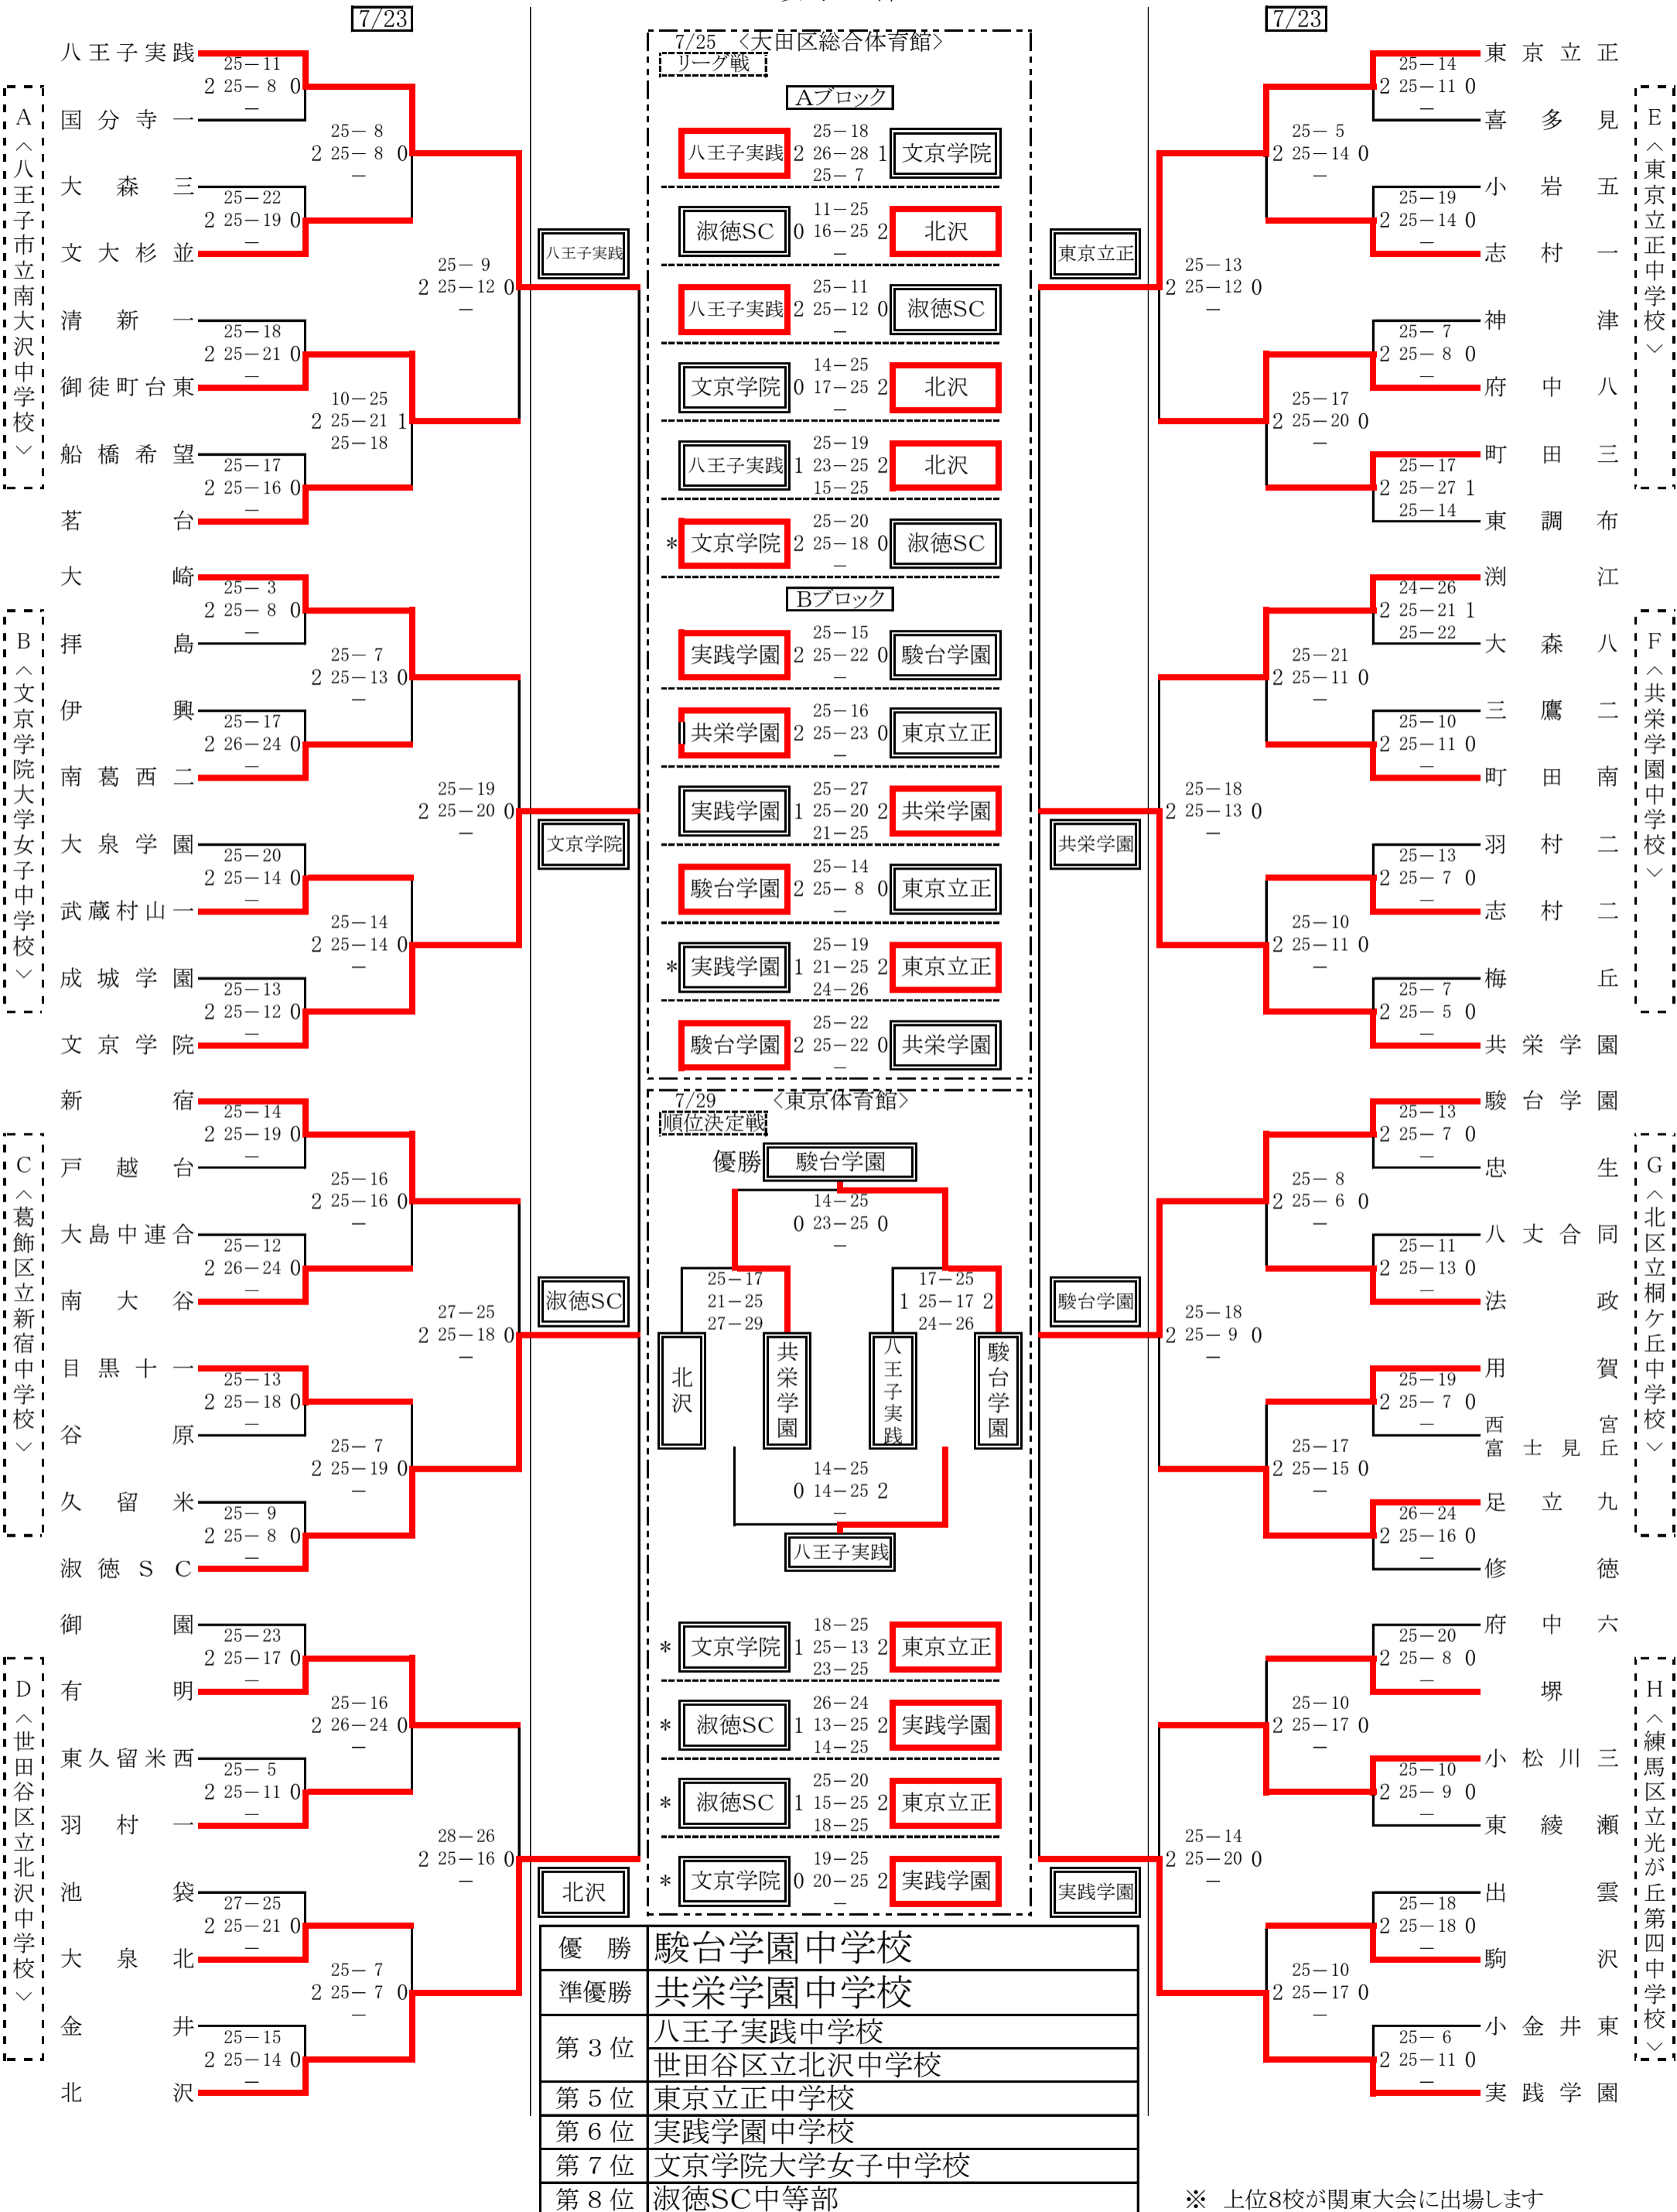 7/23
7/23
A〈八王子市立南大沢中学校〉
八王子実践
25－11
2 25－ 8 0
－
国分寺一
25－ 8
2 25－ 8 0
－
大森三
25－22
2 25－19 0
－
文大杉並
25－ 9
2 25－12 0
－
清新一
25－18
2 25－21 0
－
御徒町台東
10－25
2 25－21 1
25－18
船橋希望
25－17
2 25－16 0
－
茗台
八王子実践
B〈文京学院大学女子中学校〉
大崎
25－ 3
2 25－ 8 0
－
拝島
25－ 7
2 25－13 0
－
伊興
25－17
2 26－24 0
－
南葛西二
25－19
2 25－20 0
－
大泉学園
25－20
2 25－14 0
－
武蔵村山一
25－14
2 25－14 0
－
成城学園
25－13
2 25－12 0
－
文京学院
文京学院
C〈葛飾区立新宿中学校〉
新宿
25－14
2 25－19 0
－
戸越台
25－16
2 25－16 0
－
大島中連合
25－12
2 26－24 0
－
南大谷
27－25
2 25－18 0
－
目黒十一
25－13
2 25－18 0
－
谷原
25－ 7
2 25－19 0
－
久留米
25－ 9
2 25－ 8 0
－
淑徳SC
淑徳SC
D〈世田谷区立北沢中学校〉
御園
25－23
2 25－17 0
－
有明
25－16
2 26－24 0
－
東久留米西
25－ 5
2 25－11 0
－
羽村一
28－26
2 25－16 0
－
池袋
27－25
2 25－21 0
－
大泉北
25－ 7
2 25－ 7 0
－
金井
25－15
2 25－14 0
－
北沢
北沢
7/25 〈大田区総合体育館〉
リーグ戦
Aブロック
25－18
八王子実践 2 26－28 1 文京学院
25－ 7
11－25
淑徳SC 0 16－25 2 北沢
－
25－11
八王子実践 2 25－12 0 淑徳SC
－
14－25
文京学院 0 17－25 2 北沢
－
25－19
八王子実践 1 23－25 2 北沢
15－25
25－20
* 文京学院 2 25－18 0 淑徳SC
－
Bブロック
25－15
実践学園 2 25－22 0 駿台学園
－
25－16
共栄学園 2 25－23 0 東京立正
－
25－27
実践学園 1 25－20 2 共栄学園
21－25
25－14
駿台学園 2 25－ 8 0 東京立正
－
25－19
* 実践学園 1 21－25 2 東京立正
24－26
25－22
駿台学園 2 25－22 0 共栄学園
－
7/29 〈東京体育館〉
順位決定戦
優勝 駿台学園
14－25
0 23－25 0
－
25－17
21－25
27－29
17－25
1 25－17 2
24－26
北沢
共栄学園
八王子実践
駿台学園
14－25
0 14－25 2
－
八王子実践
18－25
* 文京学院 1 25－13 2 東京立正
23－25
26－24
* 淑徳SC 1 13－25 2 実践学園
14－25
25－20
* 淑徳SC 1 15－25 2 東京立正
18－25
19－25
* 文京学院 0 20－25 2 実践学園
－
東京立正
E〈東京立正中学校〉
東京立正
25－14
2 25－11 0
－
喜多見
25－ 5
2 25－14 0
－
小岩五
25－19
2 25－14 0
－
志村一
25－13
2 25－12 0
－
神津
25－ 7
2 25－ 8 0
－
府中八
25－17
2 25－20 0
－
町田三
25－17
2 25－27 1
25－14
東調布
共栄学園
F〈共栄学園中学校〉
渕江
24－26
2 25－21 1
25－22
大森八
25－21
2 25－11 0
－
三鷹二
25－10
2 25－11 0
－
町田南
25－18
2 25－13 0
－
羽村二
25－13
2 25－ 7 0
－
志村二
25－10
2 25－11 0
－
梅丘
25－ 7
2 25－ 5 0
－
共栄学園
駿台学園
G〈北区立桐ケ丘中学校〉
駿台学園
25－13
2 25－ 7 0
－
忠生
25－ 8
2 25－ 6 0
－
八丈合同
25－11
2 25－13 0
－
法政
25－18
2 25－ 9 0
－
用賀
25－19
2 25－ 7 0
－
西宮
富士見丘
25－17
2 25－15 0
－
足立九
26－24
2 25－16 0
－
修徳
実践学園
H〈練馬区立光が丘第四中学校〉
府中六
25－20
2 25－ 8 0
－
堺
25－10
2 25－17 0
－
小松川三
25－10
2 25－ 9 0
－
東綾瀬
25－14
2 25－20 0
－
出雲
25－18
2 25－18 0
－
駒沢
25－10
2 25－17 0
－
小金井東
25－ 6
2 25－11 0
－
実践学園
優 勝 駿台学園中学校
準優勝 共栄学園中学校
第３位 八王子実践中学校
世田谷区立北沢中学校
第５位 東京立正中学校
第６位 実践学園中学校
第７位 文京学院大学女子中学校
第８位 淑徳SC中等部
※ 上位8校が関東大会に出場します